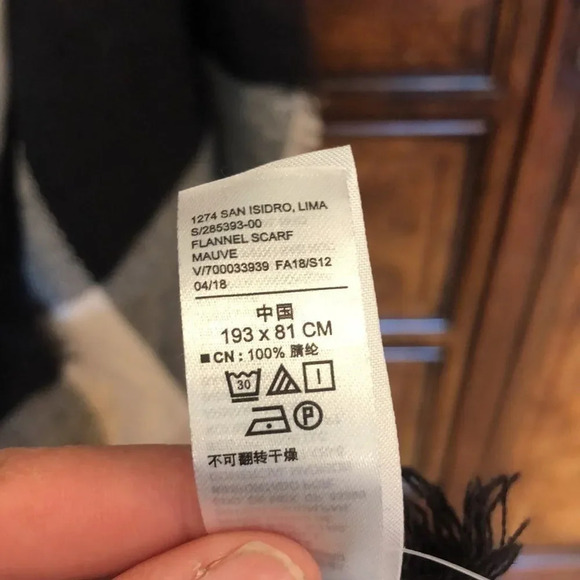 1274 SAN ISIDRO, LIMA
S/285393-00
FLANNEL SCARF
MAUVE
V/700033939 FA18/S12
04/18
中国
193 x 81 CM
■CN : 100% 腈纶
30
P
不可翻转干燥